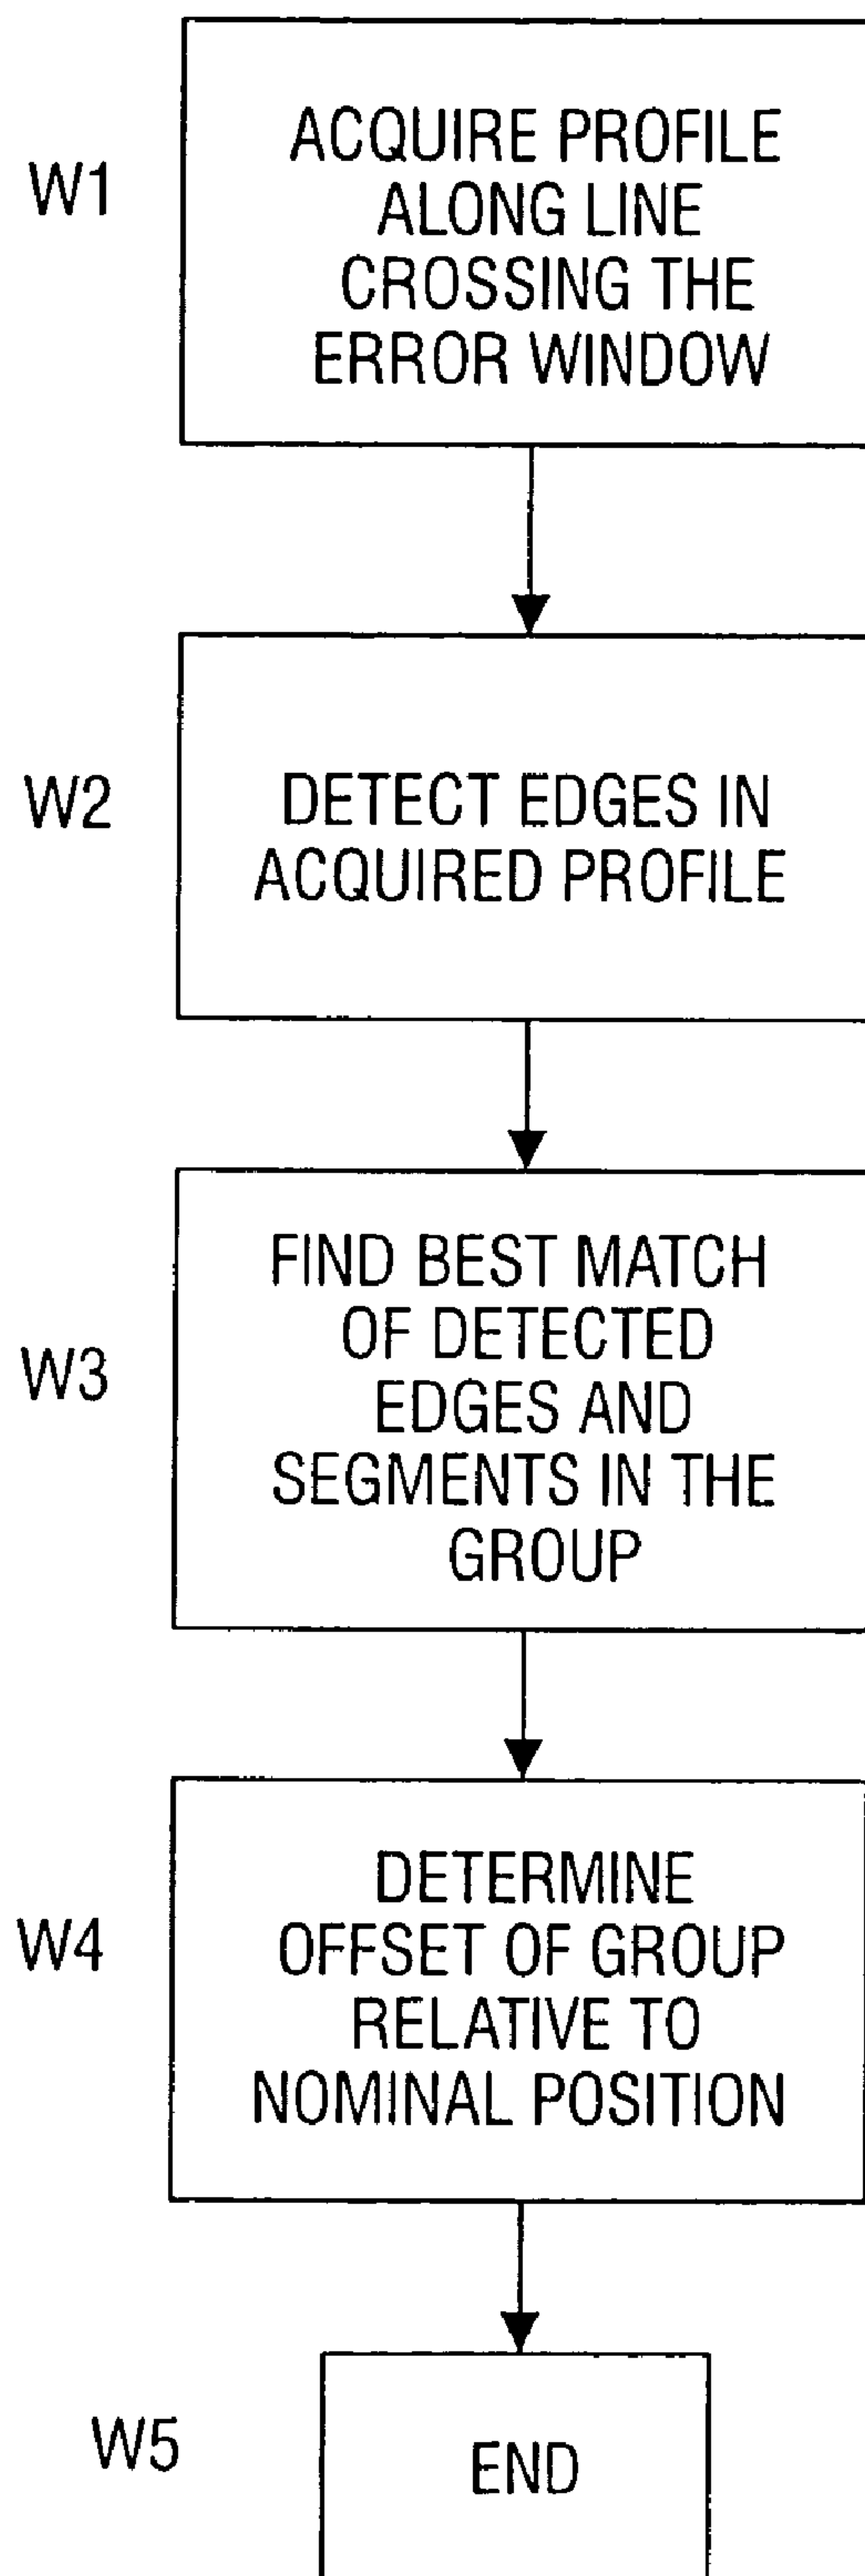 W1
ACQUIRE PROFILE
ALONG LINE
CROSSING THE
ERROR WINDOW
W2
DETECT EDGES IN
ACQUIRED PROFILE
W3
FIND BEST MATCH
OF DETECTED
EDGES AND
SEGMENTS IN THE
GROUP
W4
DETERMINE
OFFSET OF GROUP
RELATIVE TO
NOMINAL POSITION
W5
END